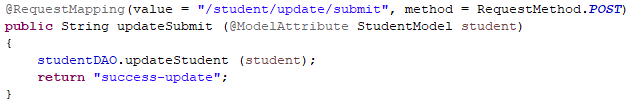 @RequestMapping(value = "/student/update/submit", method = RequestMethod.POST)
public String updateSubmit (@ModelAttribute StudentModel student)
{
    studentDAO.updateStudent (student);
    return "success-update";
}